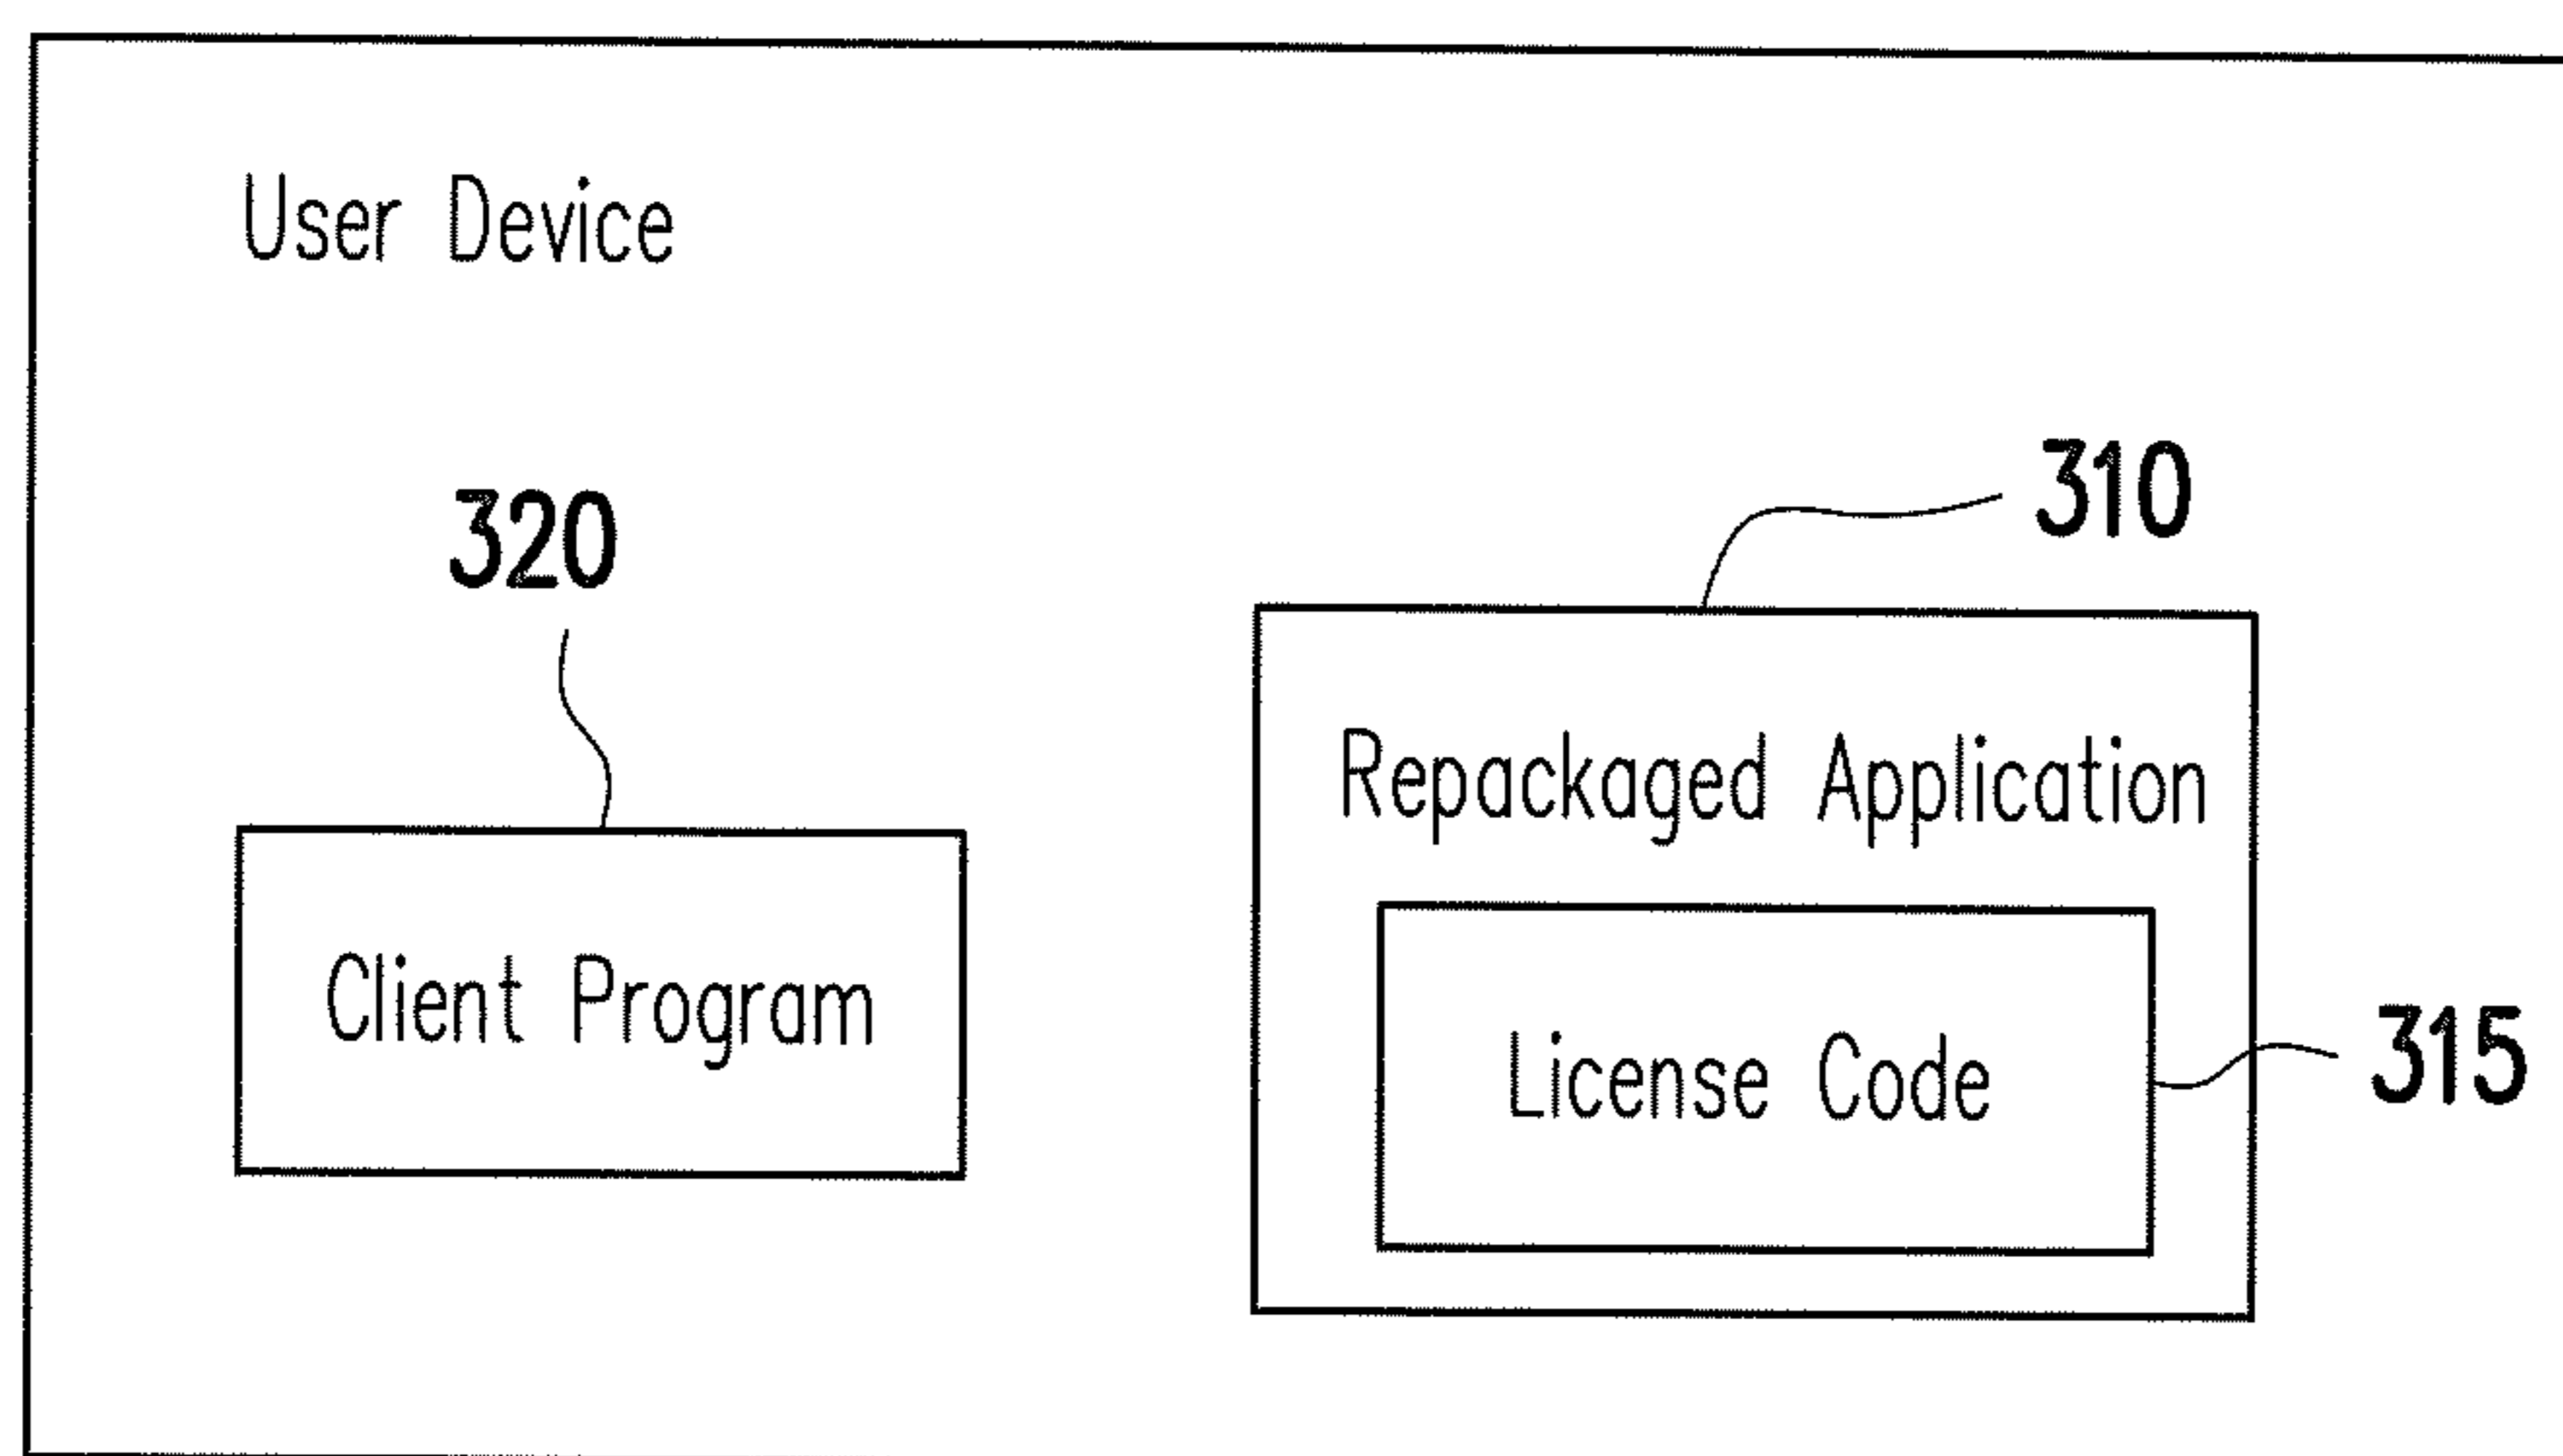 User Device
320
310
Repackaged Application
Client Program
License Code
315